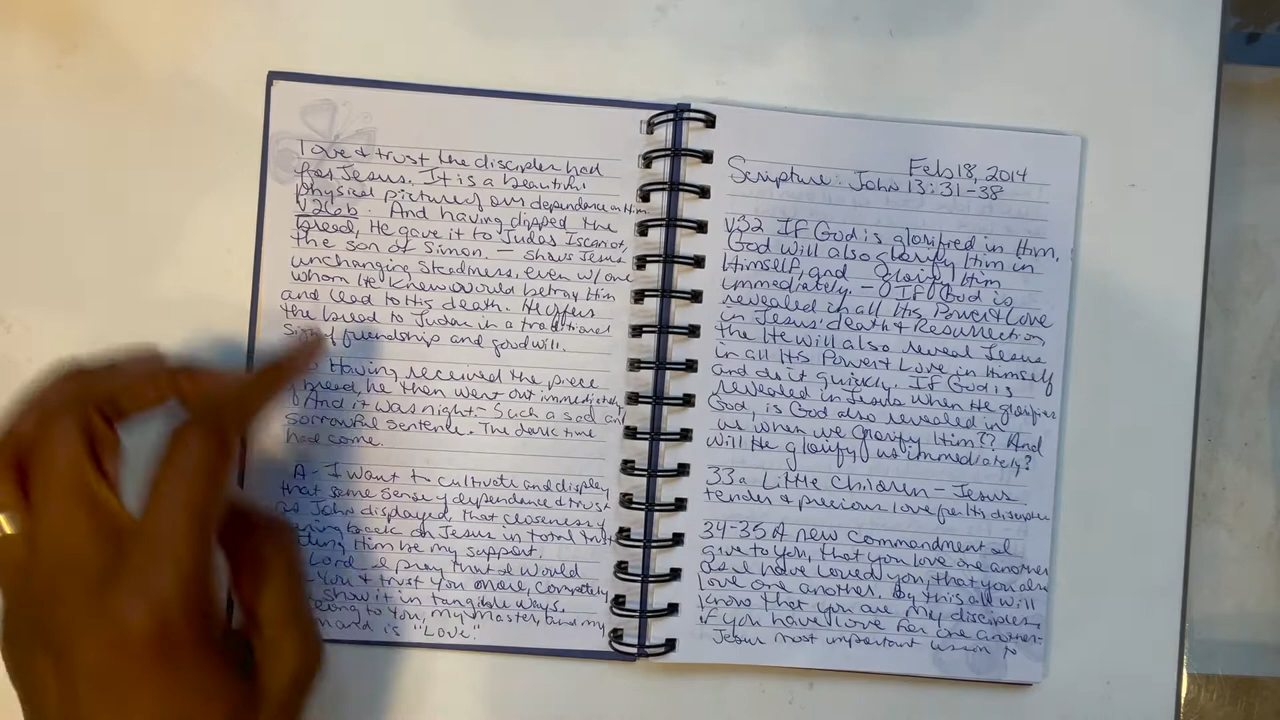 love & trust the disciples had
for Jesus. It is a beautiful
physical picture of our dependence on Him
V26b. And having dipped the
bread, He gave it to Judas Iscariot,
the son of Simon. — shows Jesus
unchanging steadiness, even w/ one
whom He knew would betray Him
and lead to His death. He offers
the bread to Judas in a traditional
sign of friendship and goodwill.
Having received the piece
bread, he then went out immediately
And it was night - Such a sad and
sorrowful sentence. The dark time
had come.
A - I want to cultivate and display
that same sense of dependence & trust
as John displayed, that closeness of
back on Jesus in total trust
Him be my support.
Lord I pray that I would
You & trust You more, completely
show it in tangible ways.
to You, my Master, and my
is "Love."
Feb 18, 2014
Scripture: John 13:31-38
V32 If God is glorified in Him,
God will also glorify Him in
Himself, and glorify Him
immediately. - If God is
revealed in all His Power & Love
in Jesus' death & Resurrection,
the He will also reveal Jesus
in all His Power & Love in Himself
and do it quickly. If God is
revealed in Jesus when He glorifies
God, is God also revealed in
us when we glorify Him?? And
will He glorify us immediately?
33a Little Children - Jesus
tender & precious love for His disciples
34-35 A new commandment I
give to you, that you love one another
as I have loved you, that you also
love one another. By this all will
know that you are My disciples,
if you have love for one another-
Jesus most important lesson to